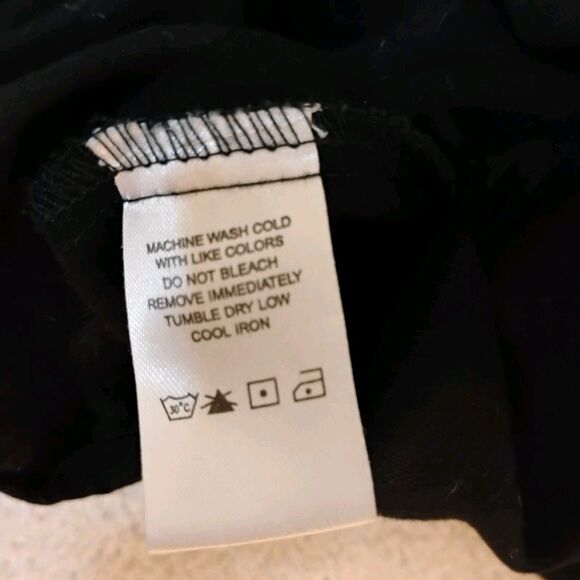 MACHINE WASH COLD
WITH LIKE COLORS
DO NOT BLEACH
REMOVE IMMEDIATELY
TUMBLE DRY LOW
COOL IRON
30°C